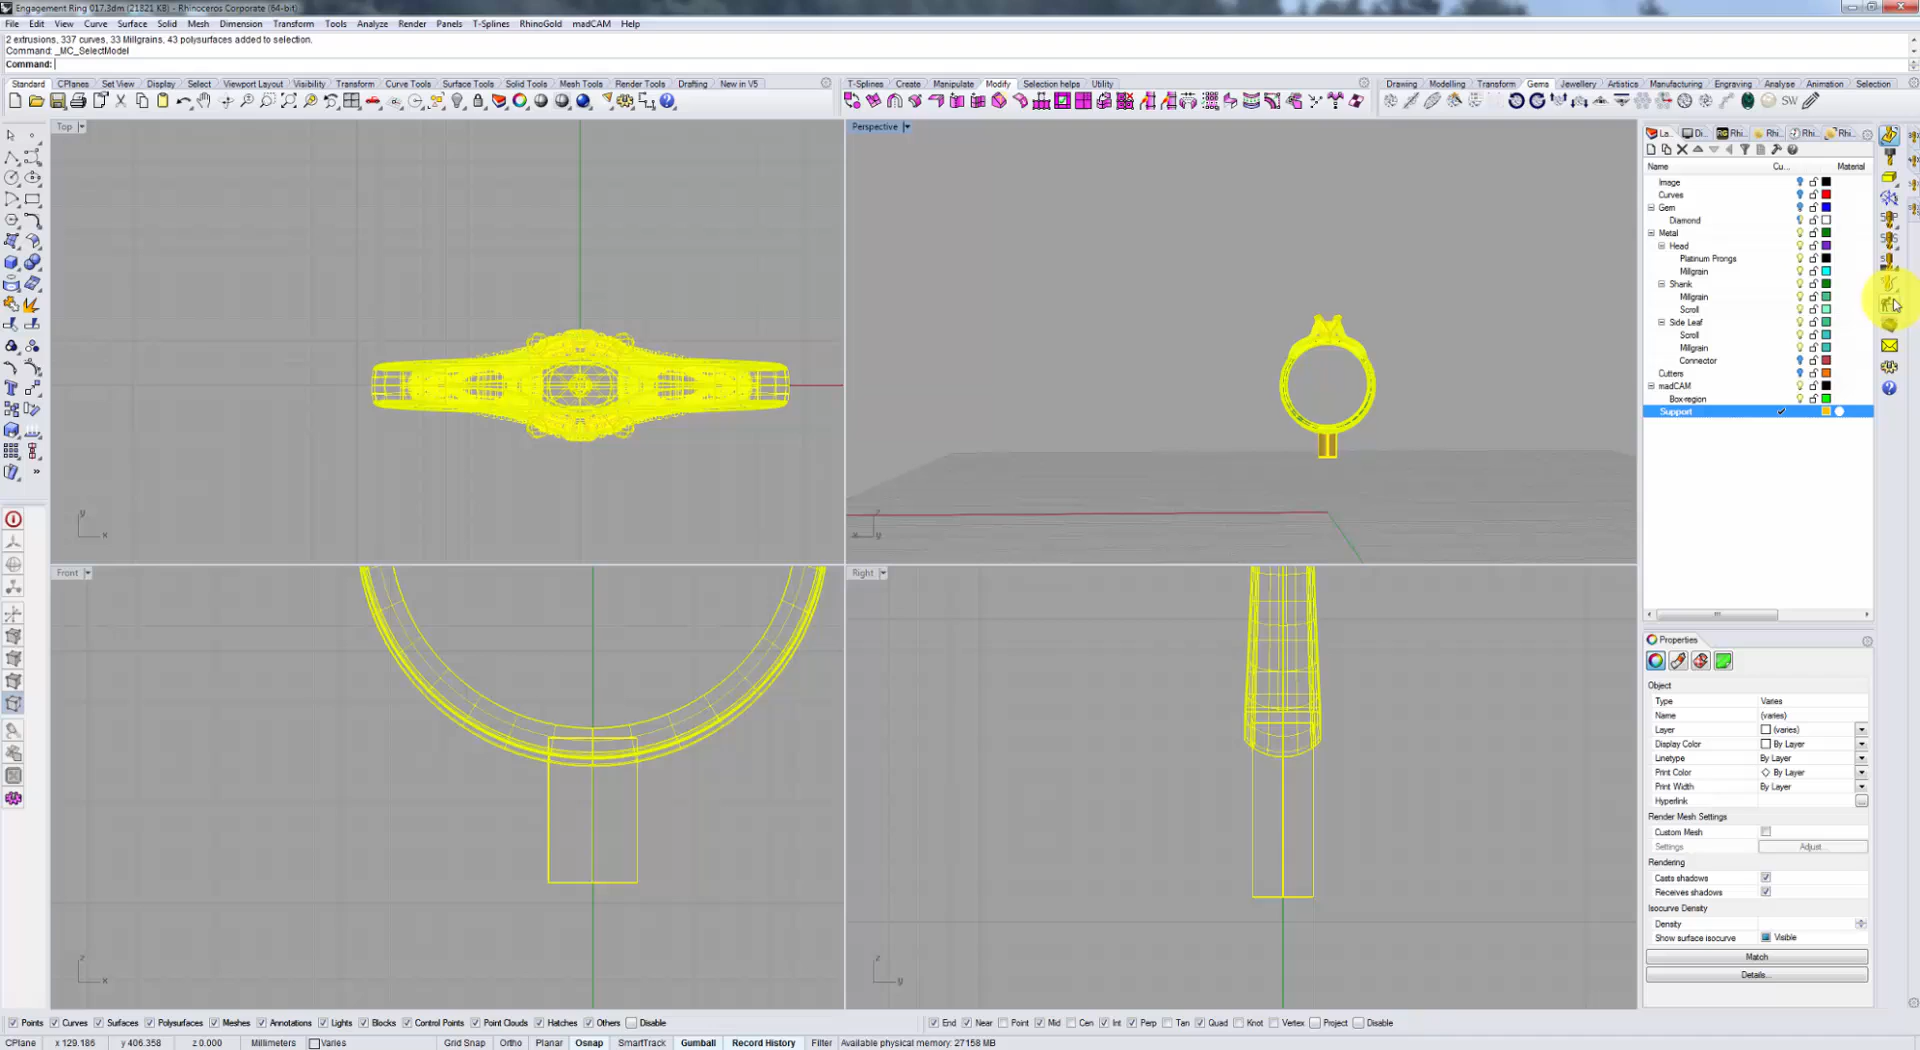 Engagement Ring 017.3dm (21821 KB) - Rhinoceros Corporate (64-bit)
File Edit View Curve Surface Solid Mesh Dimension Transform Tools Analyze Render Panels T-Splines RhinoGold madCAM Help
2 extrusions, 337 curves, 33 Millgrains, 43 polysurfaces added to selection.
Command: _MC_SelectModel
Command:
Standard CPlanes Set View Display Select Viewport Layout Visibility Transform Curve Tools Surface Tools Solid Tools Mesh Tools Render Tools Drafting New in V5
T-Splines Create Manipulate Modify Selection helps Utility
Drawing Modelling Transform Gems Jewellery Artistics Manufacturing Engraving Analyse Animation Selection
SW
Top
Perspective
La... Di... Rhi... Rhi... Rhi... Rhi...
Name Cu... Material
Image
Curves
Gem
Diamond
Metal
Head
Platinum Prongs
Millgrain
Shank
Millgrain
Scroll
Side Leaf
Scroll
Millgrain
Connector
Cutters
madCAM
Box-region
Support
y
x
x
y
z
Front
Right
z
x
z
y
Properties
Object
Type Varies
Name (varies)
Layer (varies)
Display Color By Layer
Linetype By Layer
Print Color By Layer
Print Width By Layer
Hyperlink ...
Render Mesh Settings
Custom Mesh
Settings Adjust...
Rendering
Casts shadows
Receives shadows
Isocurve Density
Density
Show surface isocurve Visible
Match
Details...
Points Curves Surfaces Polysurfaces Meshes Annotations Lights Blocks Control Points Point Clouds Hatches Others Disable
End Near Point Mid Cen Int Perp Tan Quad Knot Vertex Project Disable
CPlane x 129.186 y 406.358 z 0.000 Millimeters Varies Grid Snap Ortho Planar Osnap SmartTrack Gumball Record History Filter Available physical memory: 27158 MB